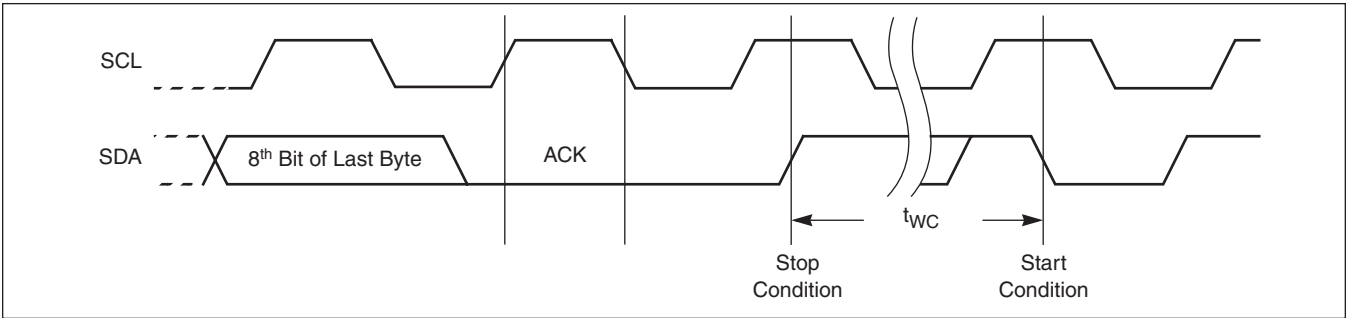 SCL
SDA
8th Bit of Last Byte
ACK
tWC
Stop
Condition
Start
Condition